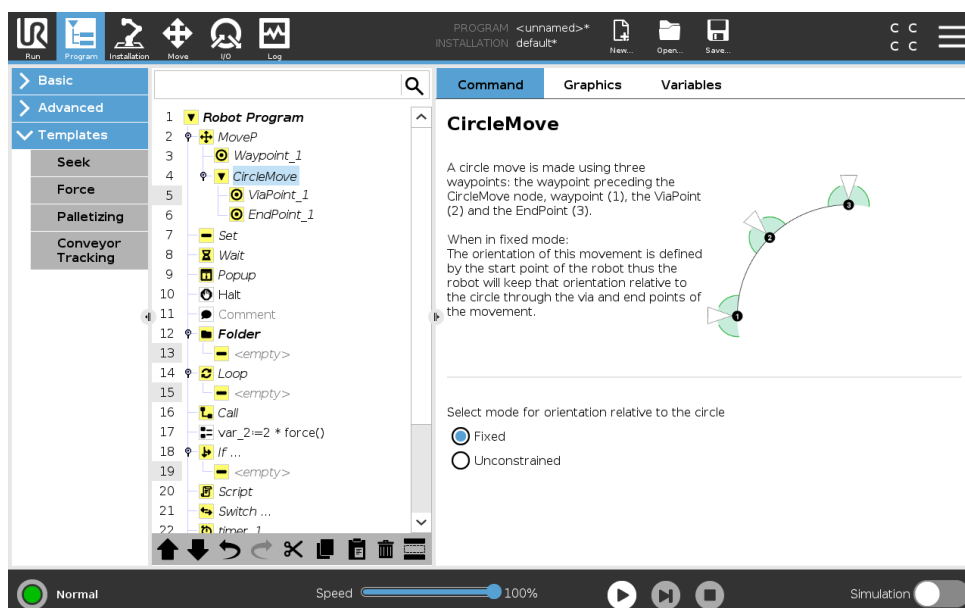 PROGRAM <unnamed>*
INSTALLATION default*
Run
Program
Installation
Move
I/O
Log
New...
Open...
Save...
C C
C C
Basic
Advanced
Templates
Seek
Force
Palletizing
Conveyor
Tracking
1 Robot Program
2 MoveP
3 Waypoint_1
4 CircleMove
5 ViaPoint_1
6 EndPoint_1
7 Set
8 Wait
9 Popup
10 Halt
11 Comment
12 Folder
13 <empty>
14 Loop
15 <empty>
16 Call
17 var_2:=2 * force()
18 If ...
19 <empty>
20 Script
21 Switch ...
22 timer_1
Command
Graphics
Variables
CircleMove
A circle move is made using three
waypoints: the waypoint preceding the
CircleMove node, waypoint (1), the ViaPoint
(2) and the EndPoint (3).
When in fixed mode:
The orientation of this movement is defined
by the start point of the robot thus the
robot will keep that orientation relative to
the circle through the via and end points of
the movement.
3
2
1
Select mode for orientation relative to the circle
Fixed
Unconstrained
Normal
Speed
100%
Simulation